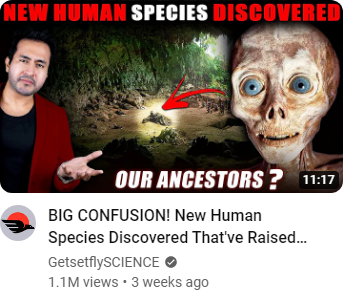 NEW HUMAN SPECIES DISCOVERED
OUR ANCESTORS ?
11:17
BIG CONFUSION! New Human
Species Discovered That've Raised...
GetsetflySCIENCE
1.1M views • 3 weeks ago